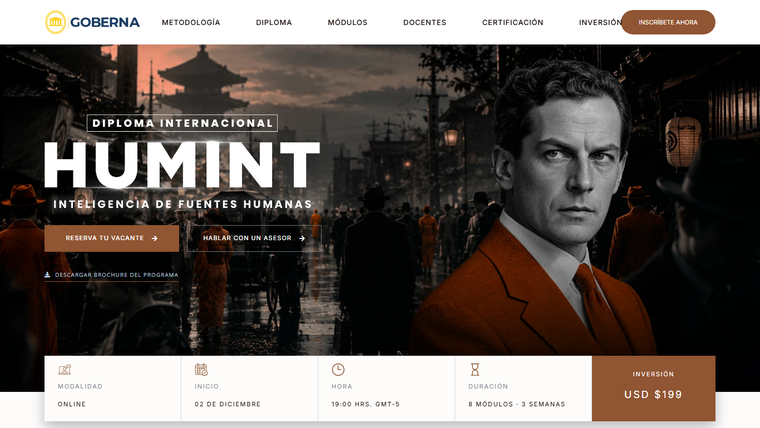 GOBERNA
METODOLOGÍA
DIPLOMA
MÓDULOS
DOCENTES
CERTIFICACIÓN
INVERSIÓN
INSCRÍBETE AHORA
DIPLOMA INTERNACIONAL
HUMINT
INTELIGENCIA DE FUENTES HUMANAS
RESERVA TU VACANTE
HABLAR CON UN ASESOR
DESCARGAR BROCHURE DEL PROGRAMA
MODALIDAD
ONLINE
INICIO
02 DE DICIEMBRE
HORA
19:00 HRS. GMT-5
DURACIÓN
8 MÓDULOS · 3 SEMANAS
INVERSIÓN
USD $199